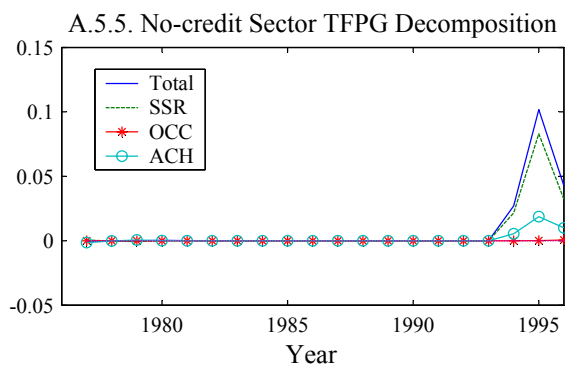 A.5.5. No-credit Sector TFPG Decomposition
0.15
0.1
0.05
0
-0.05
Total
SSR
OCC
ACH
1980 1985 1990 1995
Year